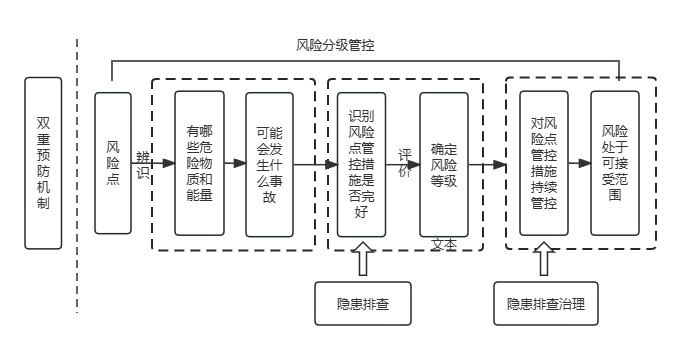 风险分级管控
双
重
预
防
机
制
风
险
点
辨
识
有哪
些危
险物
质和
能量
可能
会发
生什
么事
故
识别
风险
点管
控措
施是
否完
好
评
价
确定
风险
等级
文本
对风
险点
管控
措施
持续
管控
风险
处于
可接
受范
围
隐患排查
隐患排查治理